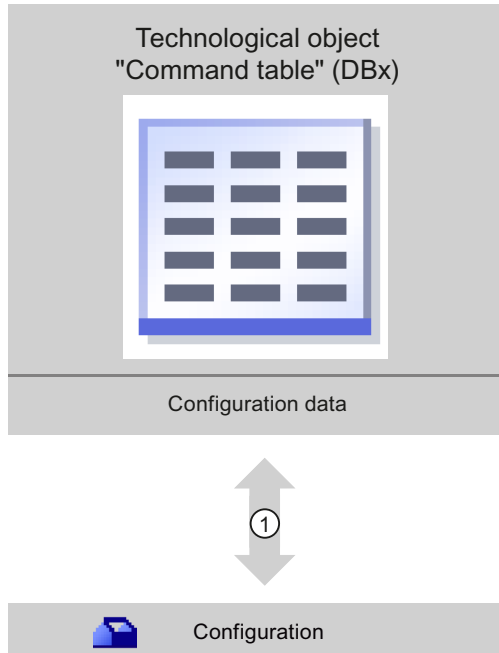 Technological object
"Command table" (DBx)
Configuration data
1
Configuration